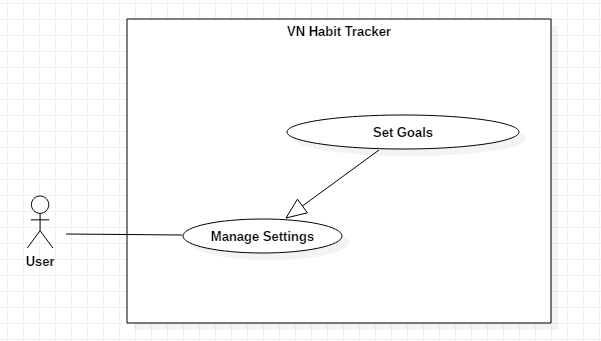 VN Habit Tracker
Set Goals
Manage Settings
User